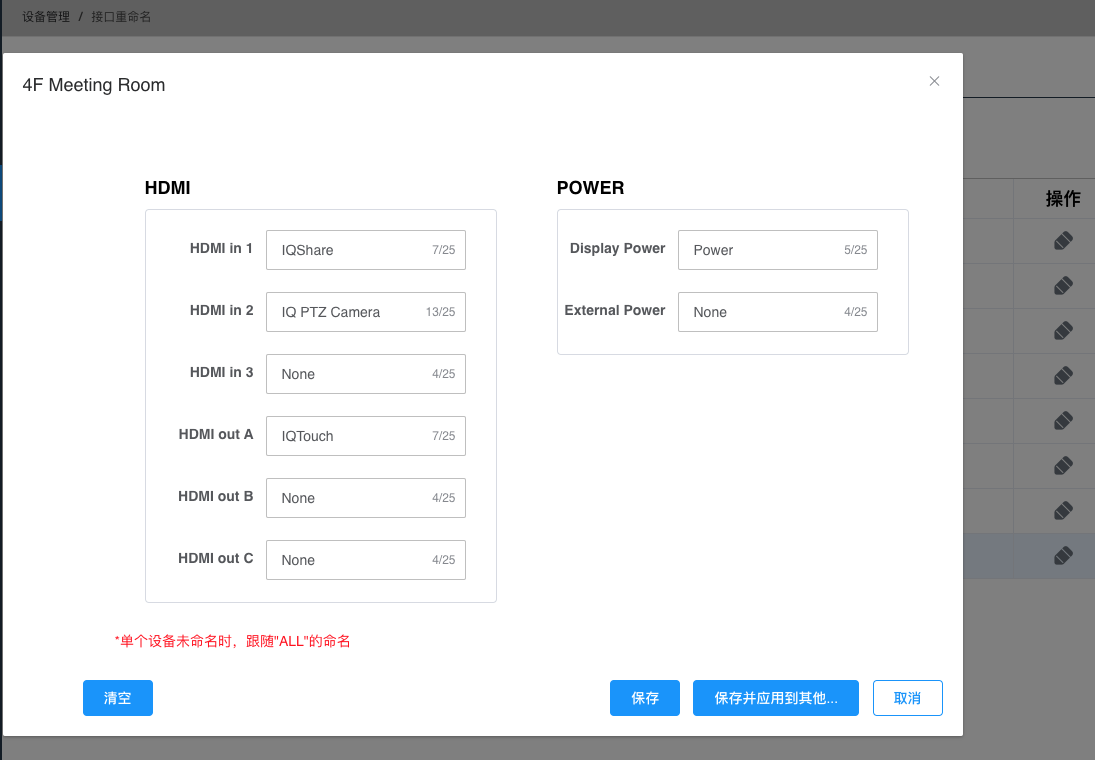 设备管理 / 接口重命名
4F Meeting Room
操作
HDMI
HDMI in 1 IQShare 7/25
HDMI in 2 IQ PTZ Camera 13/25
HDMI in 3 None 4/25
HDMI out A IQTouch 7/25
HDMI out B None 4/25
HDMI out C None 4/25
POWER
Display Power Power 5/25
External Power None 4/25
*单个设备未命名时，跟随"ALL"的命名
清空 保存 保存并应用到其他... 取消